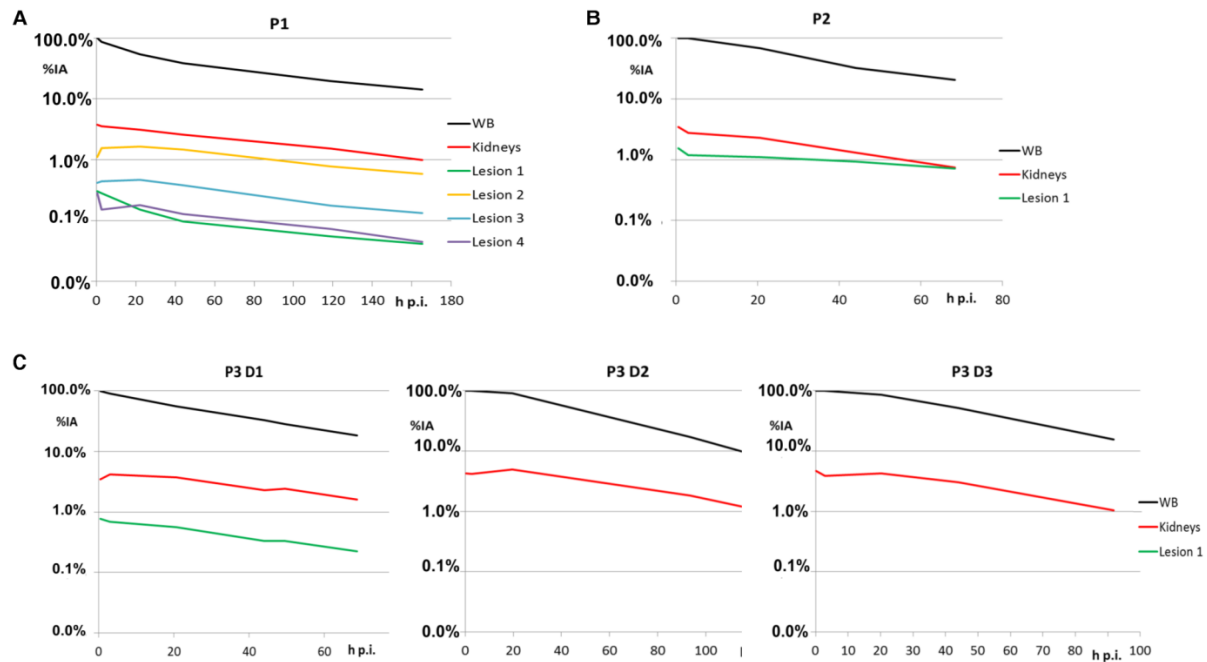 A
P1
100.0%
%IA
10.0%
1.0%
0.1%
0.0%
0 20 40 60 80 100 120 140 160 180
h p.i.
WB
Kidneys
Lesion 1
Lesion 2
Lesion 3
Lesion 4
B
P2
100.0%
%IA
10.0%
1.0%
0.1%
0.0%
0 20 40 60 80
h p.i.
WB
Kidneys
Lesion 1
C
P3 D1
100.0%
%IA
10.0%
1.0%
0.1%
0.0%
0 20 40 60
h p.i.
P3 D2
100.0%
%IA
10.0%
1.0%
0.1%
0.0%
0 20 40 60 80 100
h p.i.
P3 D3
100.0%
%IA
10.0%
1.0%
0.1%
0.0%
0 10 20 30 40 50 60 70 80 90 100
h p.i.
WB
Kidneys
Lesion 1